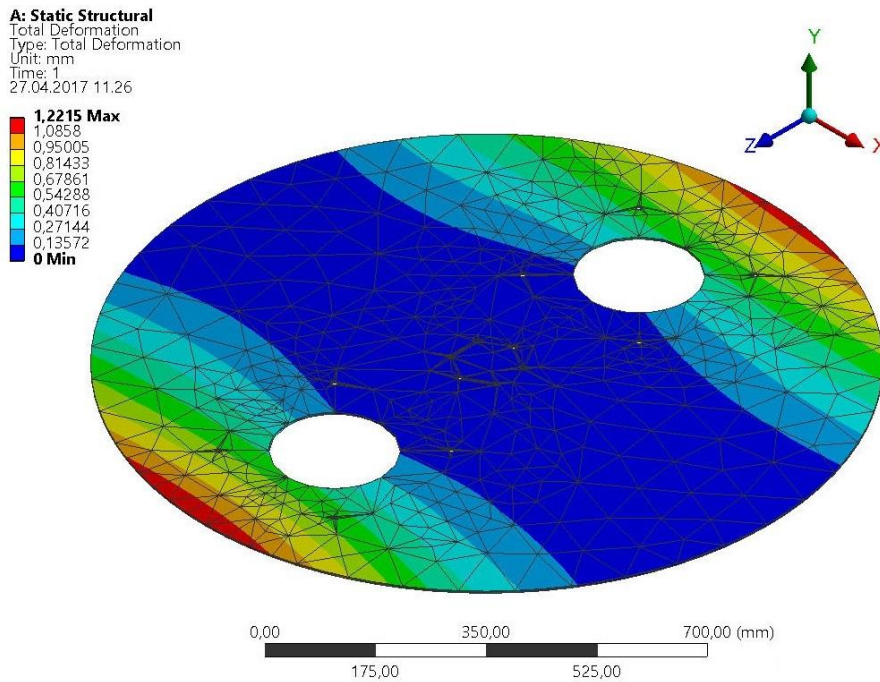 A: Static Structural
Total Deformation
Type: Total Deformation
Unit: mm
Time: 1
27.04.2017 11.26
1,2215 Max
1,0858
0,95005
0,81433
0,67861
0,54288
0,40716
0,27144
0,13572
0 Min
Y
Z
X
0,00 350,00 700,00 (mm)
175,00 525,00